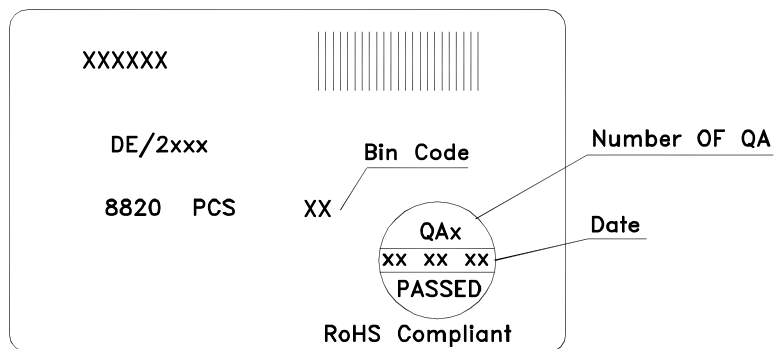 XXXXXX
DE/2xxx
Bin Code
Number OF QA
8820 PCS
XX
QAx
Date
xx xx xx
PASSED
RoHS Compliant